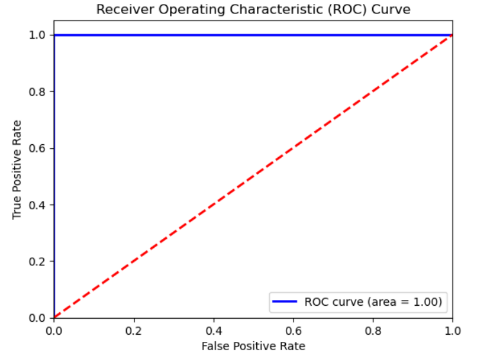 Receiver Operating Characteristic (ROC) Curve
1.0
0.8
0.6
0.4
0.2
0.0
True Positive Rate
ROC curve (area = 1.00)
0.0 0.2 0.4 0.6 0.8 1.0
False Positive Rate